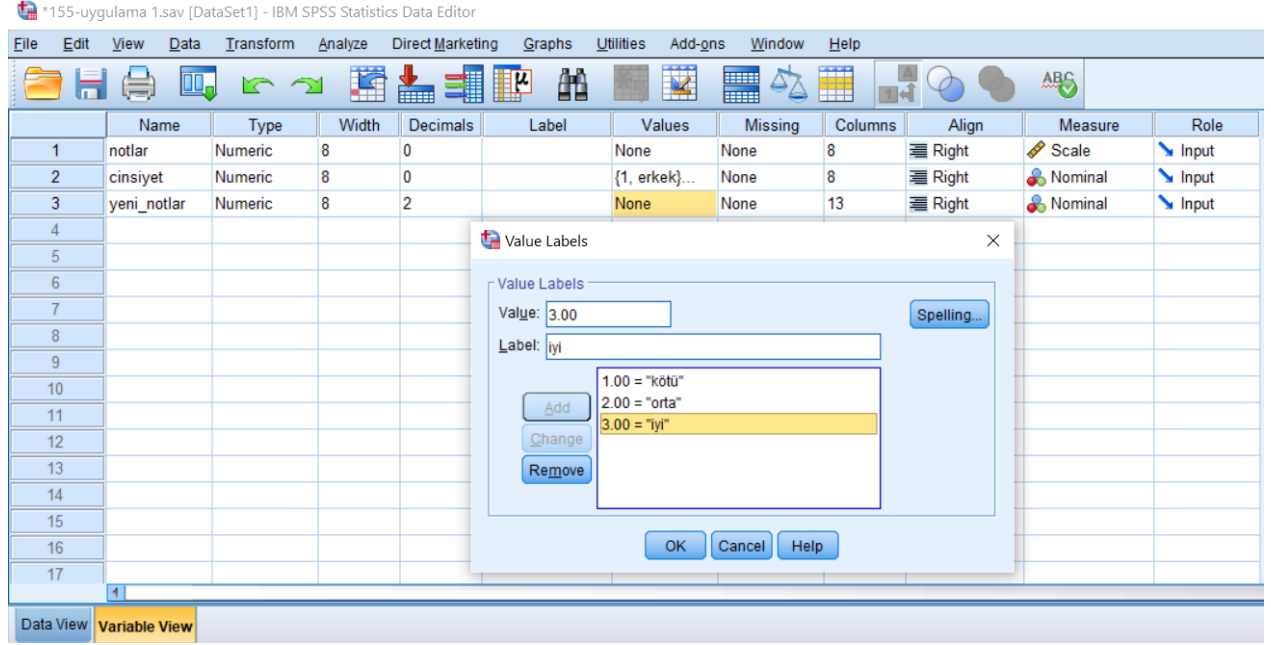 *155-uygulama 1.sav [DataSet1] - IBM SPSS Statistics Data Editor
File Edit View Data Transform Analyze Direct Marketing Graphs Utilities Add-ons Window Help
Name Type Width Decimals Label Values Missing Columns Align Measure Role
1 notlar Numeric 8 0 None None 8 Right Scale Input
2 cinsiyet Numeric 8 0 {1, erkek}... None 8 Right Nominal Input
3 yeni_notlar Numeric 8 2 None None 13 Right Nominal Input
4
5
6
7
8
9
10
11
12
13
14
15
16
17
Value Labels
Value Labels
Value: 3.00
Spelling...
Label: iyi
1.00 = "kötü"
2.00 = "orta"
3.00 = "iyi"
Add
Change
Remove
OK Cancel Help
Data View Variable View